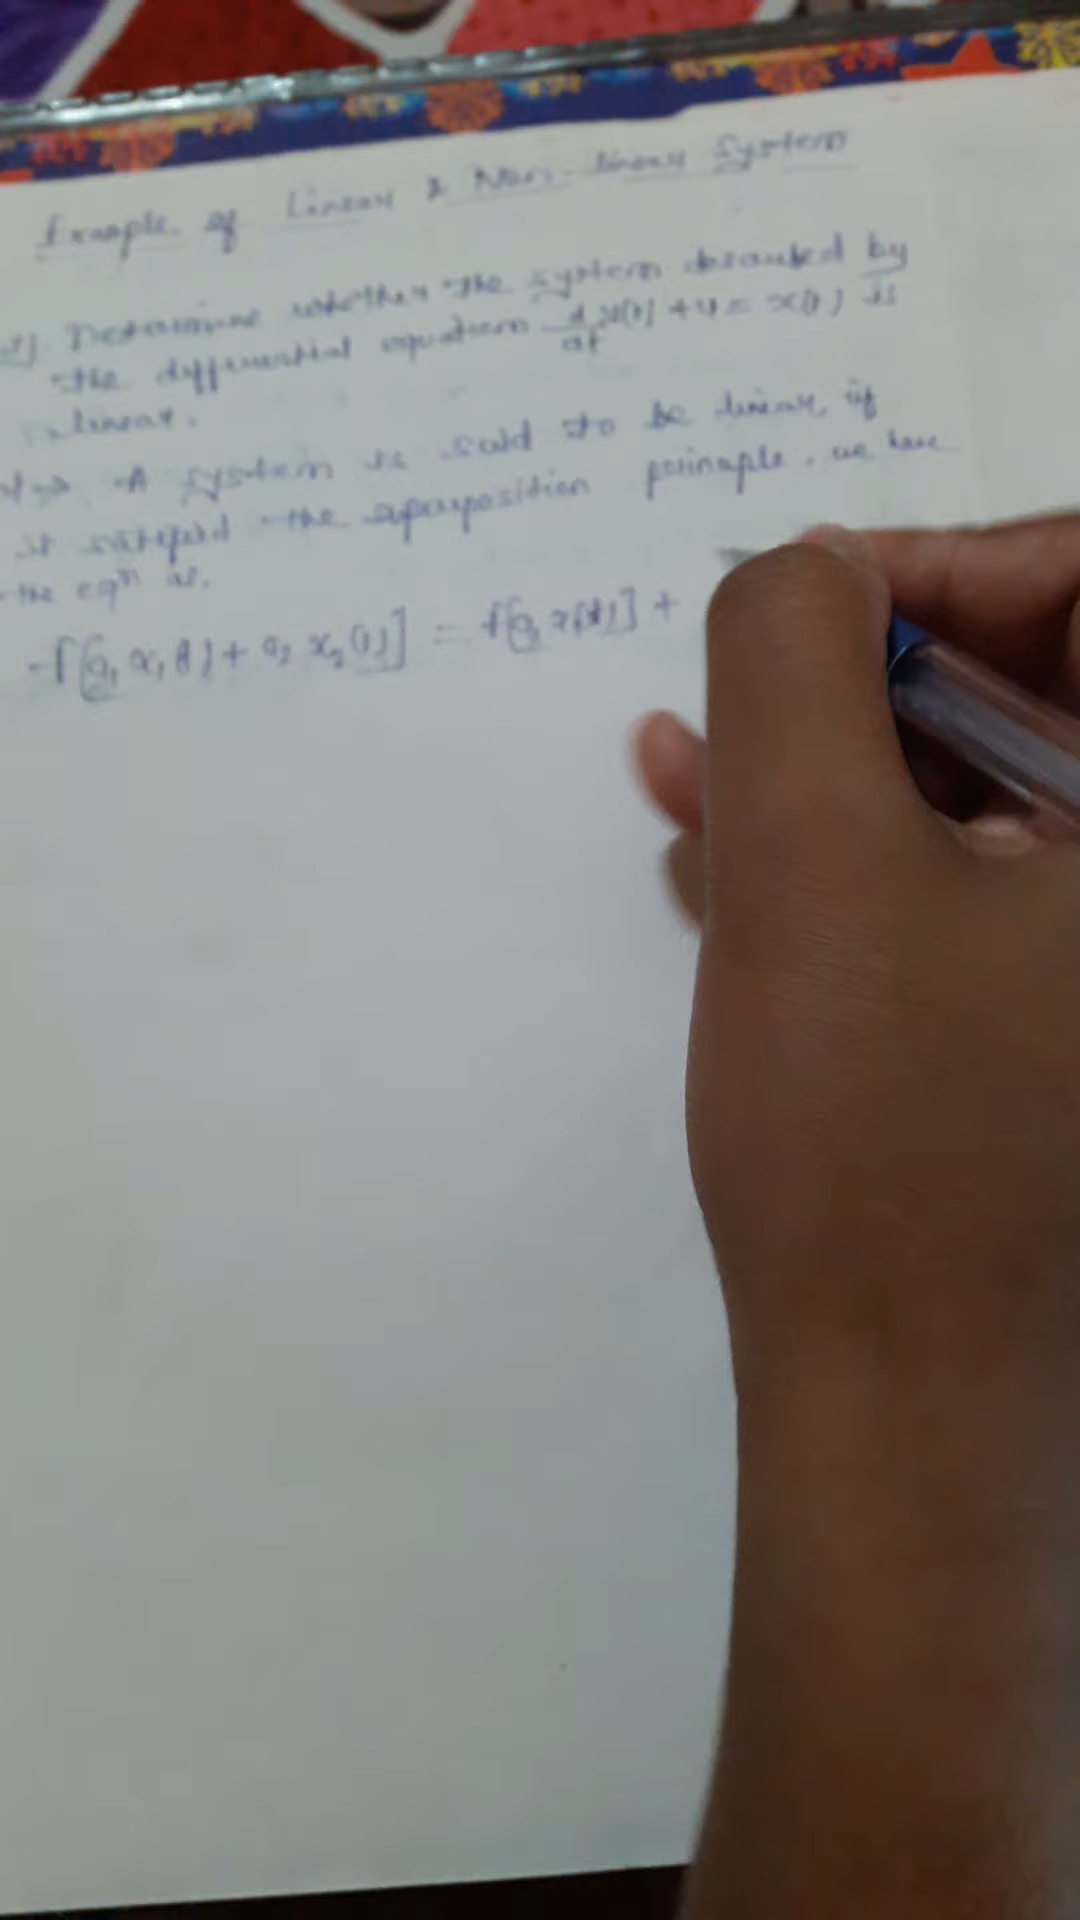 Example of Linear & Non-linear System
Q1]. Determine whether the system described by
the differential equation d/dt y(t) + y = x(t) is
linear.
→ A system is said to be linear, if
it satisfied the superposition principle. we have
the eqⁿ as.
f[a₁ x₁(t) + a₂ x₂(t)] = f[a₁ x₁(t)] +